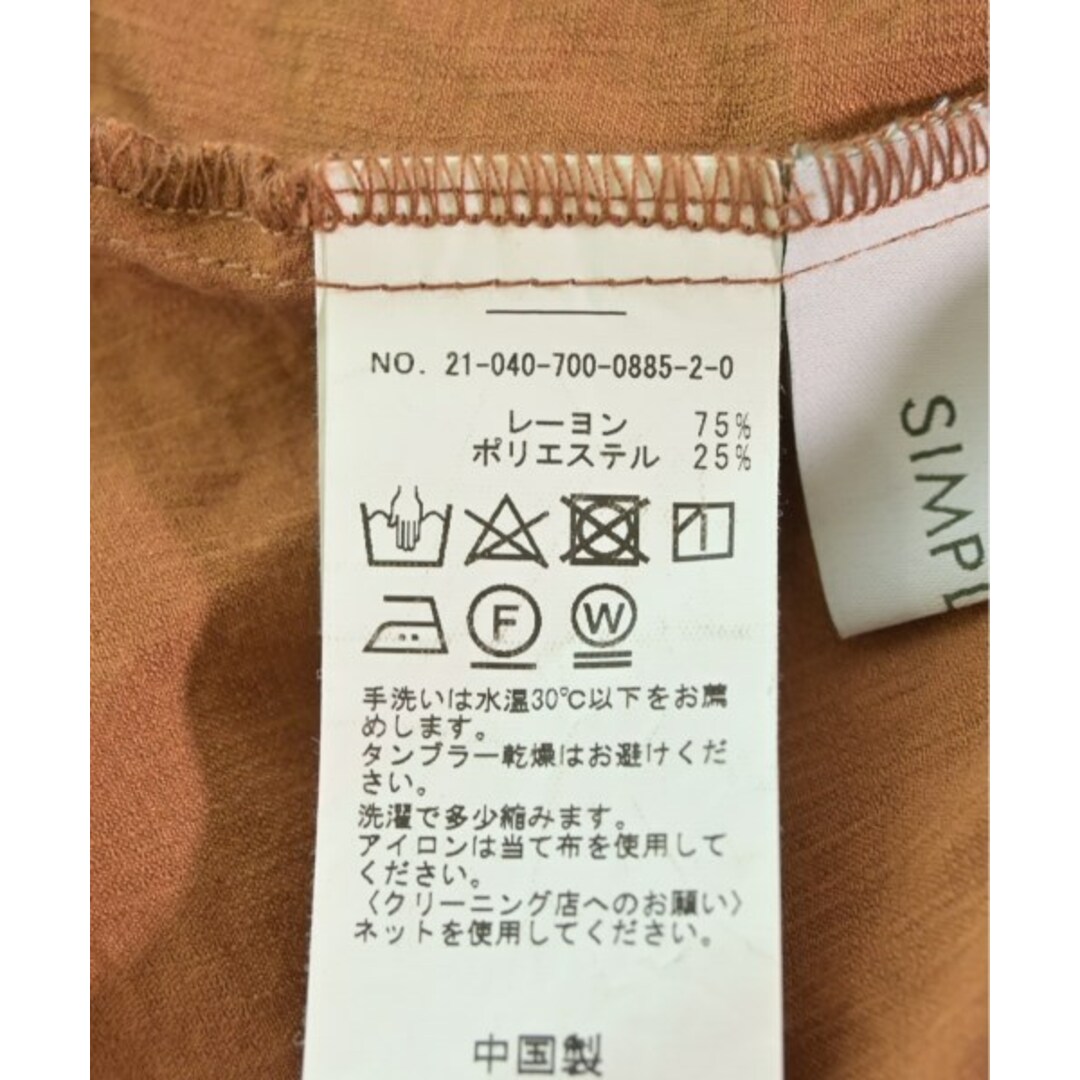 NO. 21-040-700-0885-2-0
レーヨン 75%
ポリエステル 25%
F
W
手洗いは水温30℃以下をお薦
めします。
タンブラー乾燥はお避けくだ
さい。
洗濯で多少縮みます。
アイロンは当て布を使用して
ください。
〈クリーニング店へのお願い〉
ネットを使用してください。
中国製
SIMPL